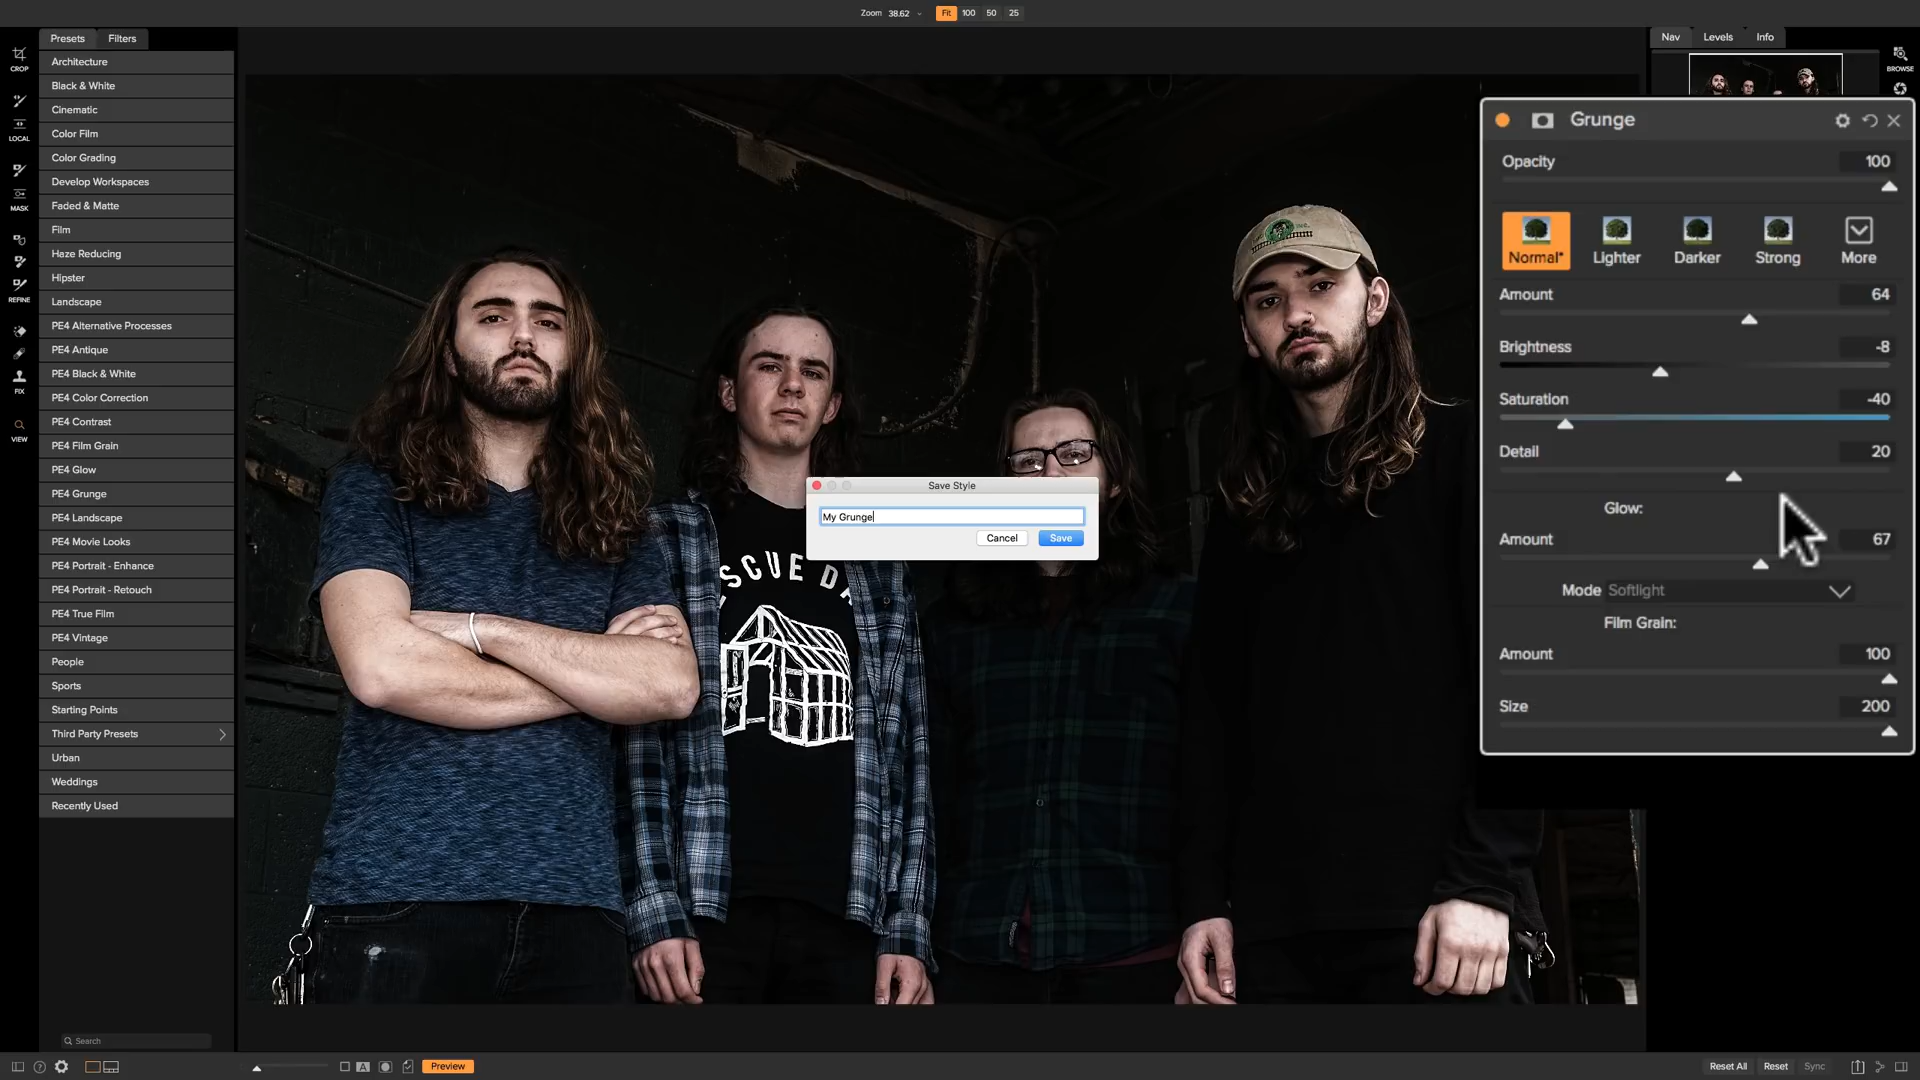 Zoom 38.62 Fit 100 50 25
Presets Filters
Nav Levels Info
CROP
LOCAL
MASK
REFINE
FIX
VIEW
Architecture
Black & White
Cinematic
Color Film
Color Grading
Develop Workspaces
Faded & Matte
Film
Haze Reducing
Hipster
Landscape
PE4 Alternative Processes
PE4 Antique
PE4 Black & White
PE4 Color Correction
PE4 Contrast
PE4 Film Grain
PE4 Glow
PE4 Grunge
PE4 Landscape
PE4 Movie Looks
PE4 Portrait - Enhance
PE4 Portrait - Retouch
PE4 True Film
PE4 Vintage
People
Sports
Starting Points
Third Party Presets
Urban
Weddings
Recently Used
Search
Save Style
My Grunge
Cancel Save
SCUE D
BROWSE
Grunge
Opacity 100
Normal* Lighter Darker Strong More
Amount 64
Brightness -8
Saturation -40
Detail 20
Glow:
Amount 67
Mode Softlight
Film Grain:
Amount 100
Size 200
A Preview
Reset All Reset Sync